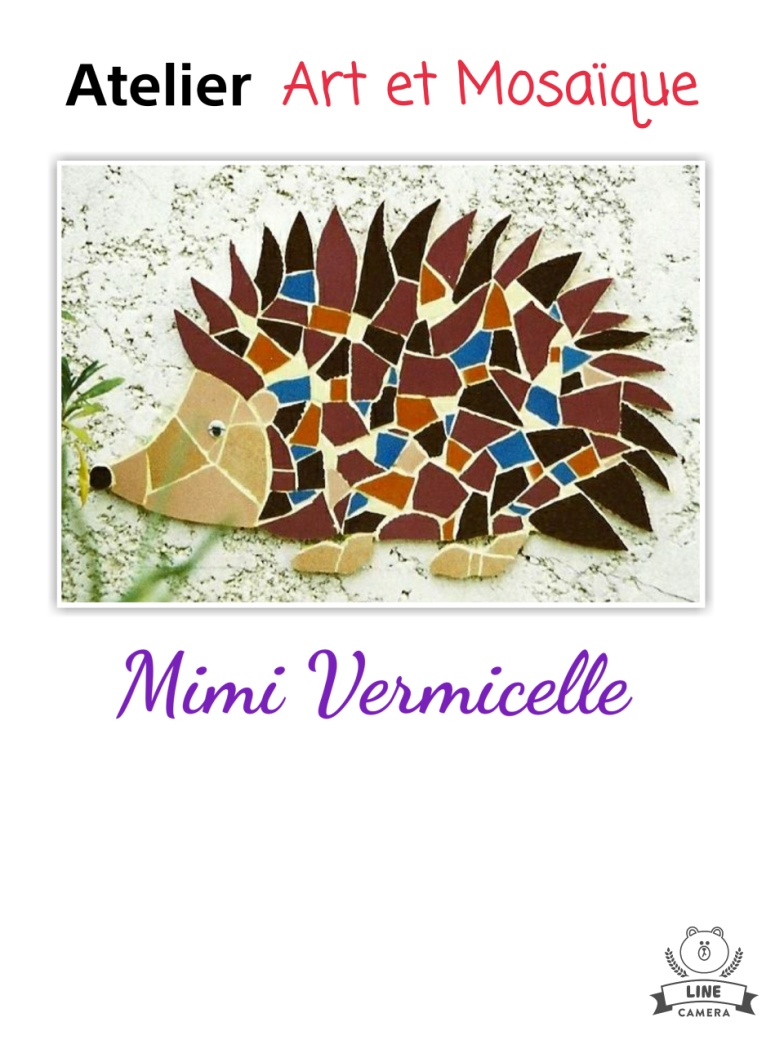 Atelier Art et Mosaïque
Mimi Vermicelle
LINE
CAMERA